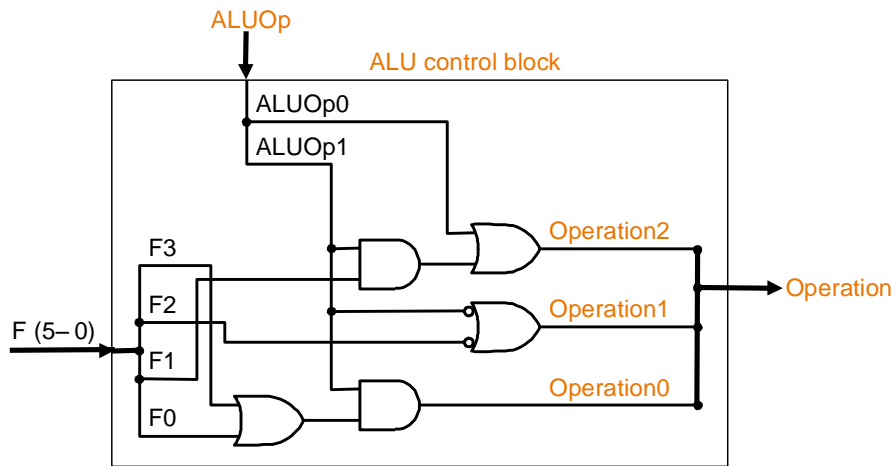 ALUOp
ALU control block
ALUOp0
ALUOp1
Operation2
F3
F2
Operation1
Operation
F (5– 0)
F1
Operation0
F0